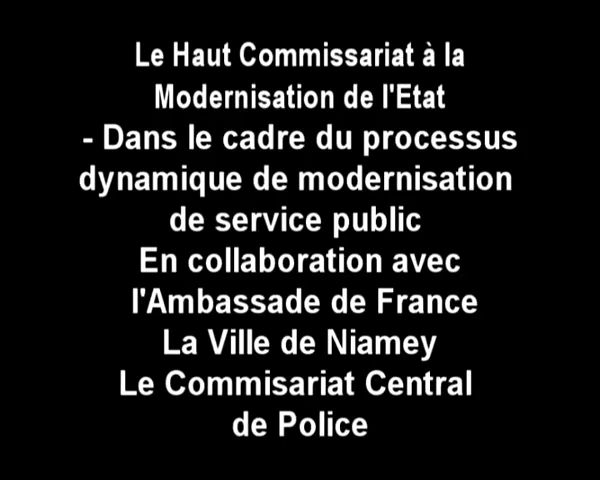 Le Haut Commissariat à la
Modernisation de l'Etat
- Dans le cadre du processus
dynamique de modernisation
de service public
En collaboration avec
l'Ambassade de France
La Ville de Niamey
Le Commisariat Central
de Police